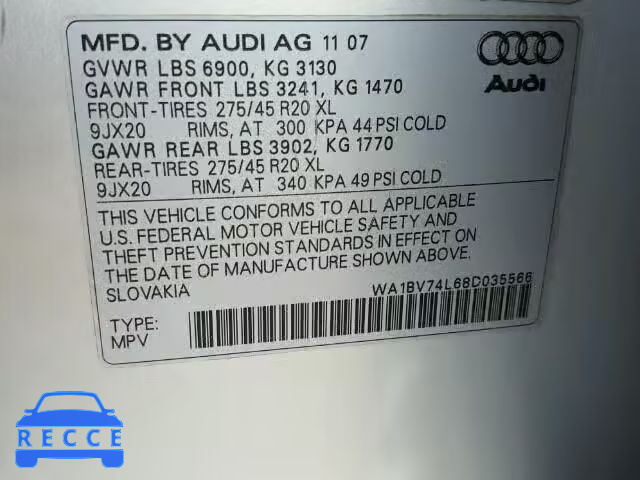 MFD. BY AUDI AG 11 07
GVWR LBS 6900, KG 3130
GAWR FRONT LBS 3241, KG 1470
FRONT-TIRES 275/45 R20 XL
9JX20 RIMS, AT 300 KPA 44 PSI COLD
GAWR REAR LBS 3902, KG 1770
REAR-TIRES 275/45 R20 XL
9JX20 RIMS, AT 340 KPA 49 PSI COLD
Audi
THIS VEHICLE CONFORMS TO ALL APPLICABLE
U.S. FEDERAL MOTOR VEHICLE SAFETY AND
THEFT PREVENTION STANDARDS IN EFFECT ON
THE DATE OF MANUFACTURE SHOWN ABOVE.
SLOVAKIA WA1BV74L68D035566
TYPE:
MPV
RECCE